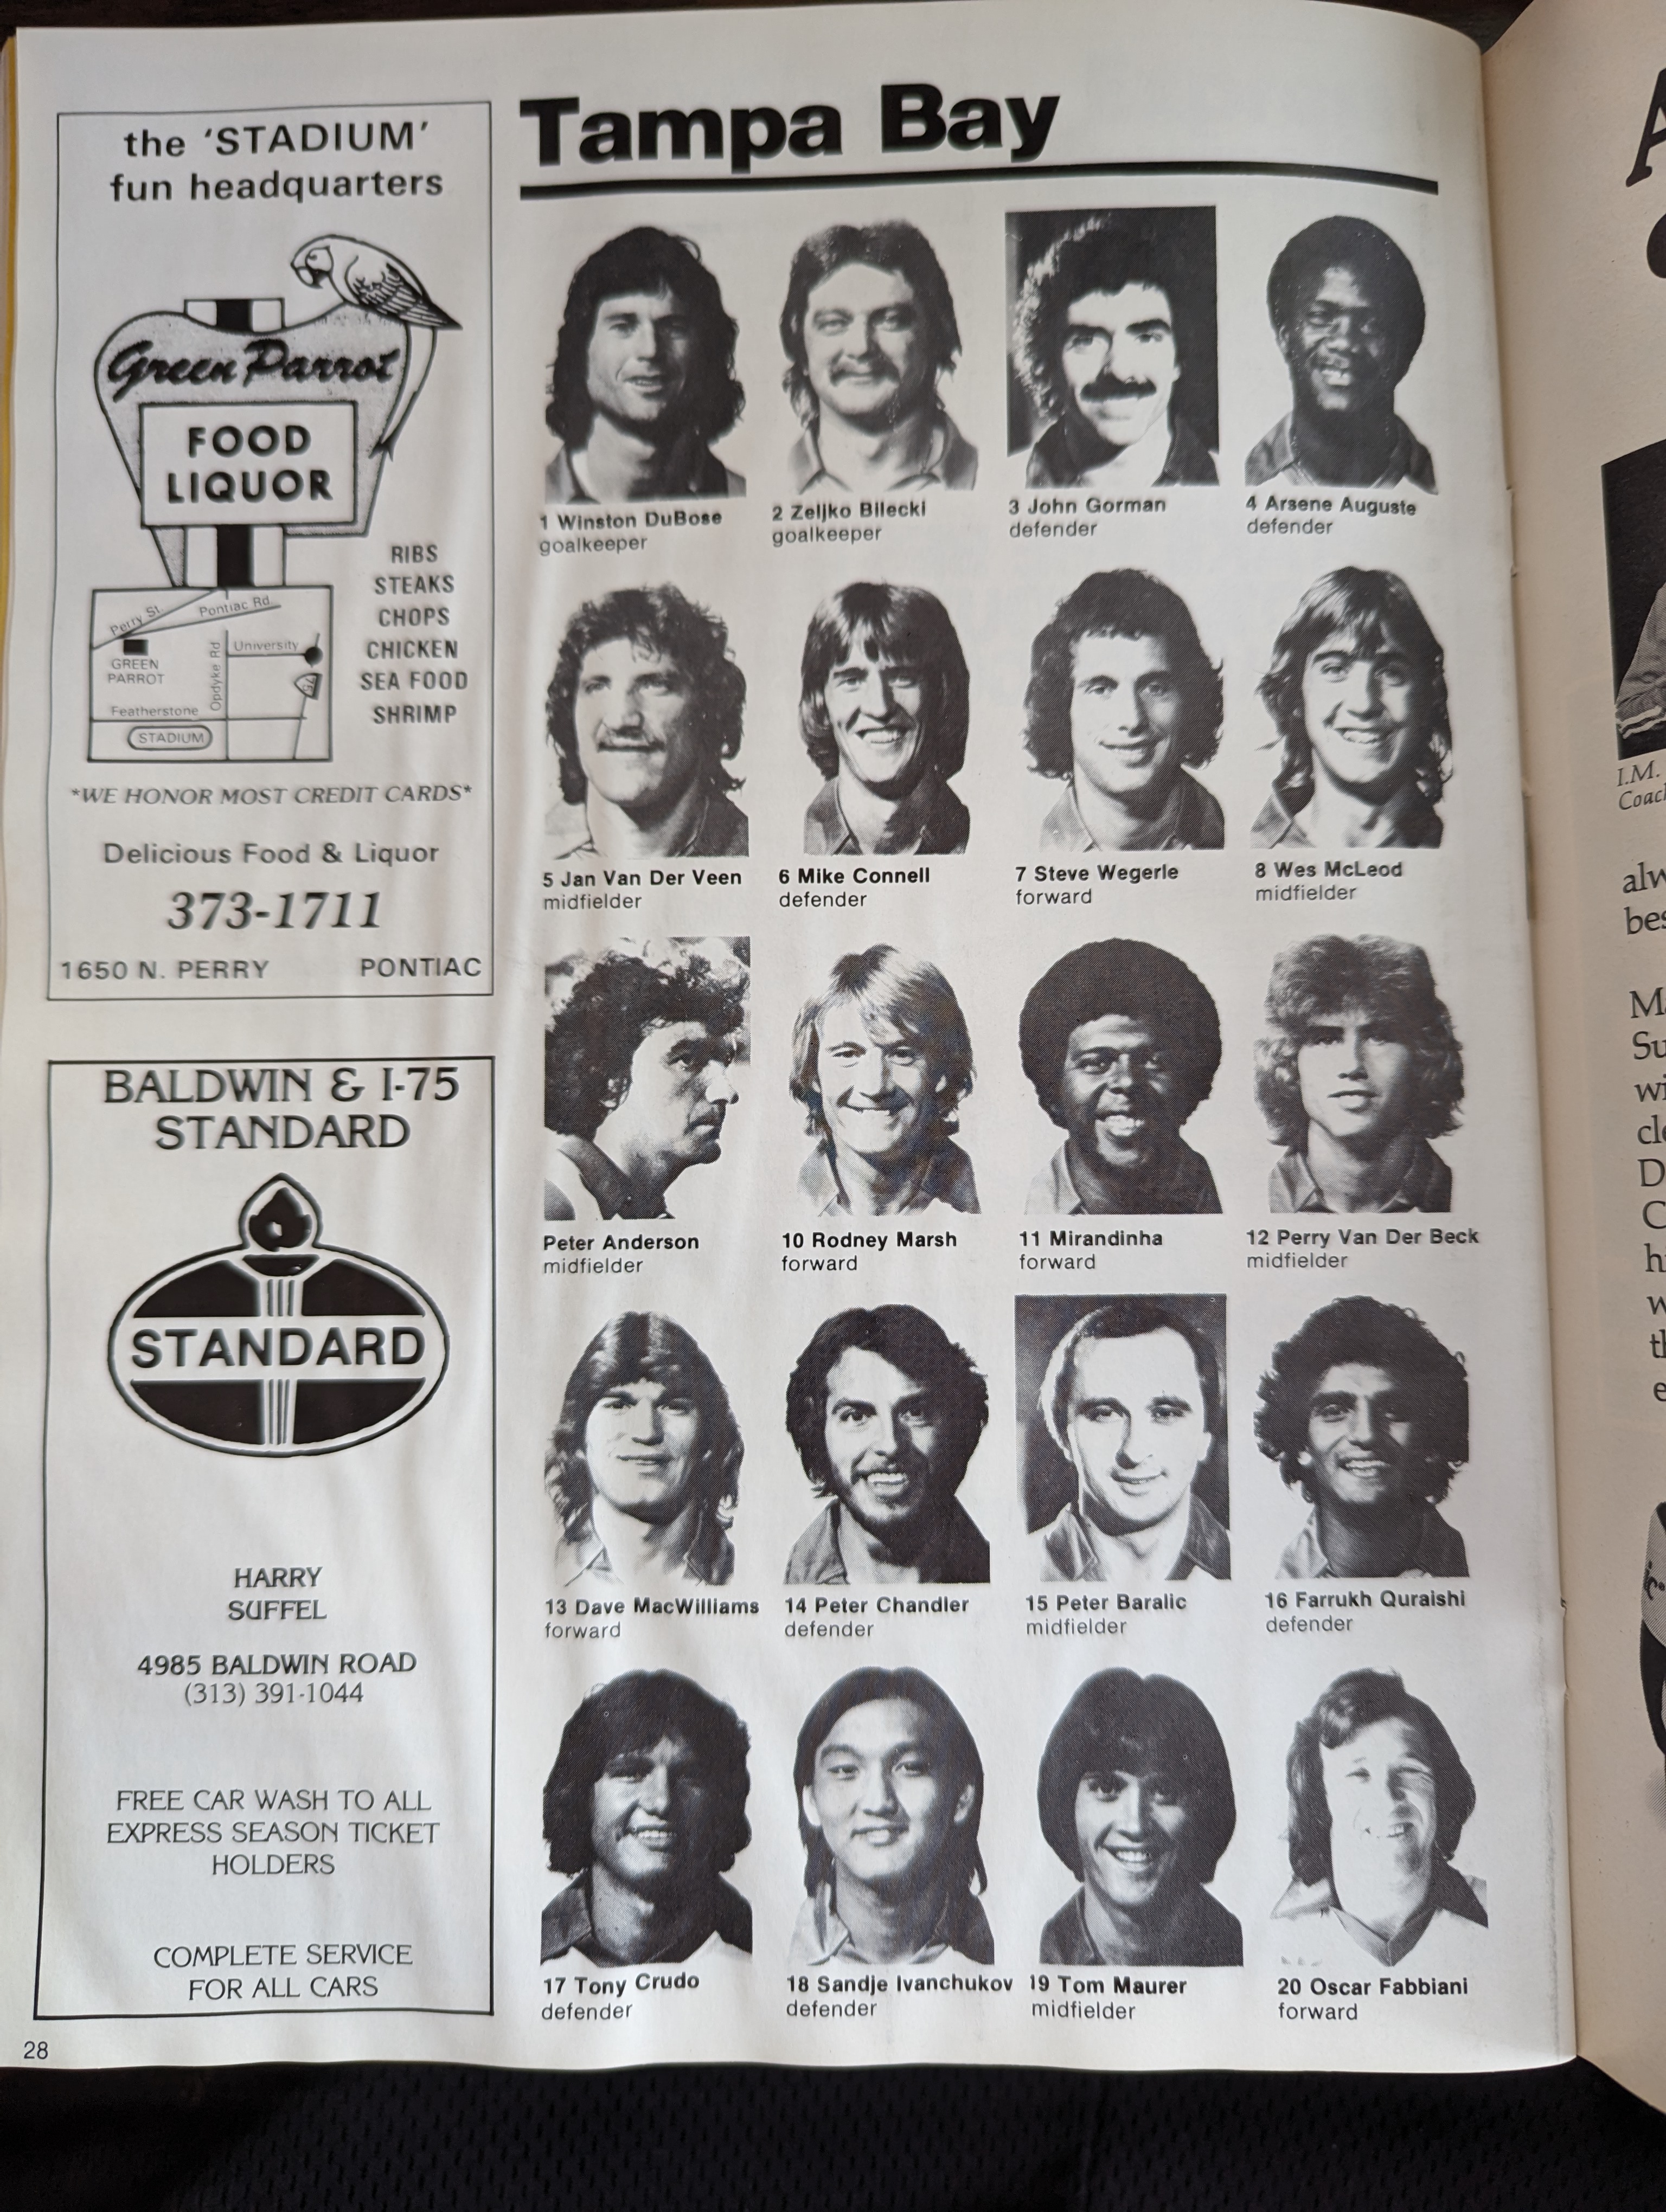 the 'STADIUM'
fun headquarters
Green Parrot
FOOD
LIQUOR
RIBS
STEAKS
CHOPS
CHICKEN
SEA FOOD
SHRIMP
Perry St.
Pontiac Rd.
Opdyke Rd
University
75
GREEN
PARROT
Featherstone
STADIUM
*WE HONOR MOST CREDIT CARDS*
Delicious Food & Liquor
373-1711
1650 N. PERRY PONTIAC
BALDWIN & I-75
STANDARD
STANDARD
HARRY
SUFFEL
4985 BALDWIN ROAD
(313) 391-1044
FREE CAR WASH TO ALL
EXPRESS SEASON TICKET
HOLDERS
COMPLETE SERVICE
FOR ALL CARS
28
Tampa Bay
1 Winston DuBose
goalkeeper
2 Zeljko Bilecki
goalkeeper
3 John Gorman
defender
4 Arsene Auguste
defender
5 Jan Van Der Veen
midfielder
6 Mike Connell
defender
7 Steve Wegerle
forward
8 Wes McLeod
midfielder
Peter Anderson
midfielder
10 Rodney Marsh
forward
11 Mirandinha
forward
12 Perry Van Der Beck
midfielder
13 Dave MacWilliams
forward
14 Peter Chandler
defender
15 Peter Baralic
midfielder
16 Farrukh Quraishi
defender
17 Tony Crudo
defender
18 Sandje Ivanchukov
defender
19 Tom Maurer
midfielder
20 Oscar Fabbiani
forward
I.M.